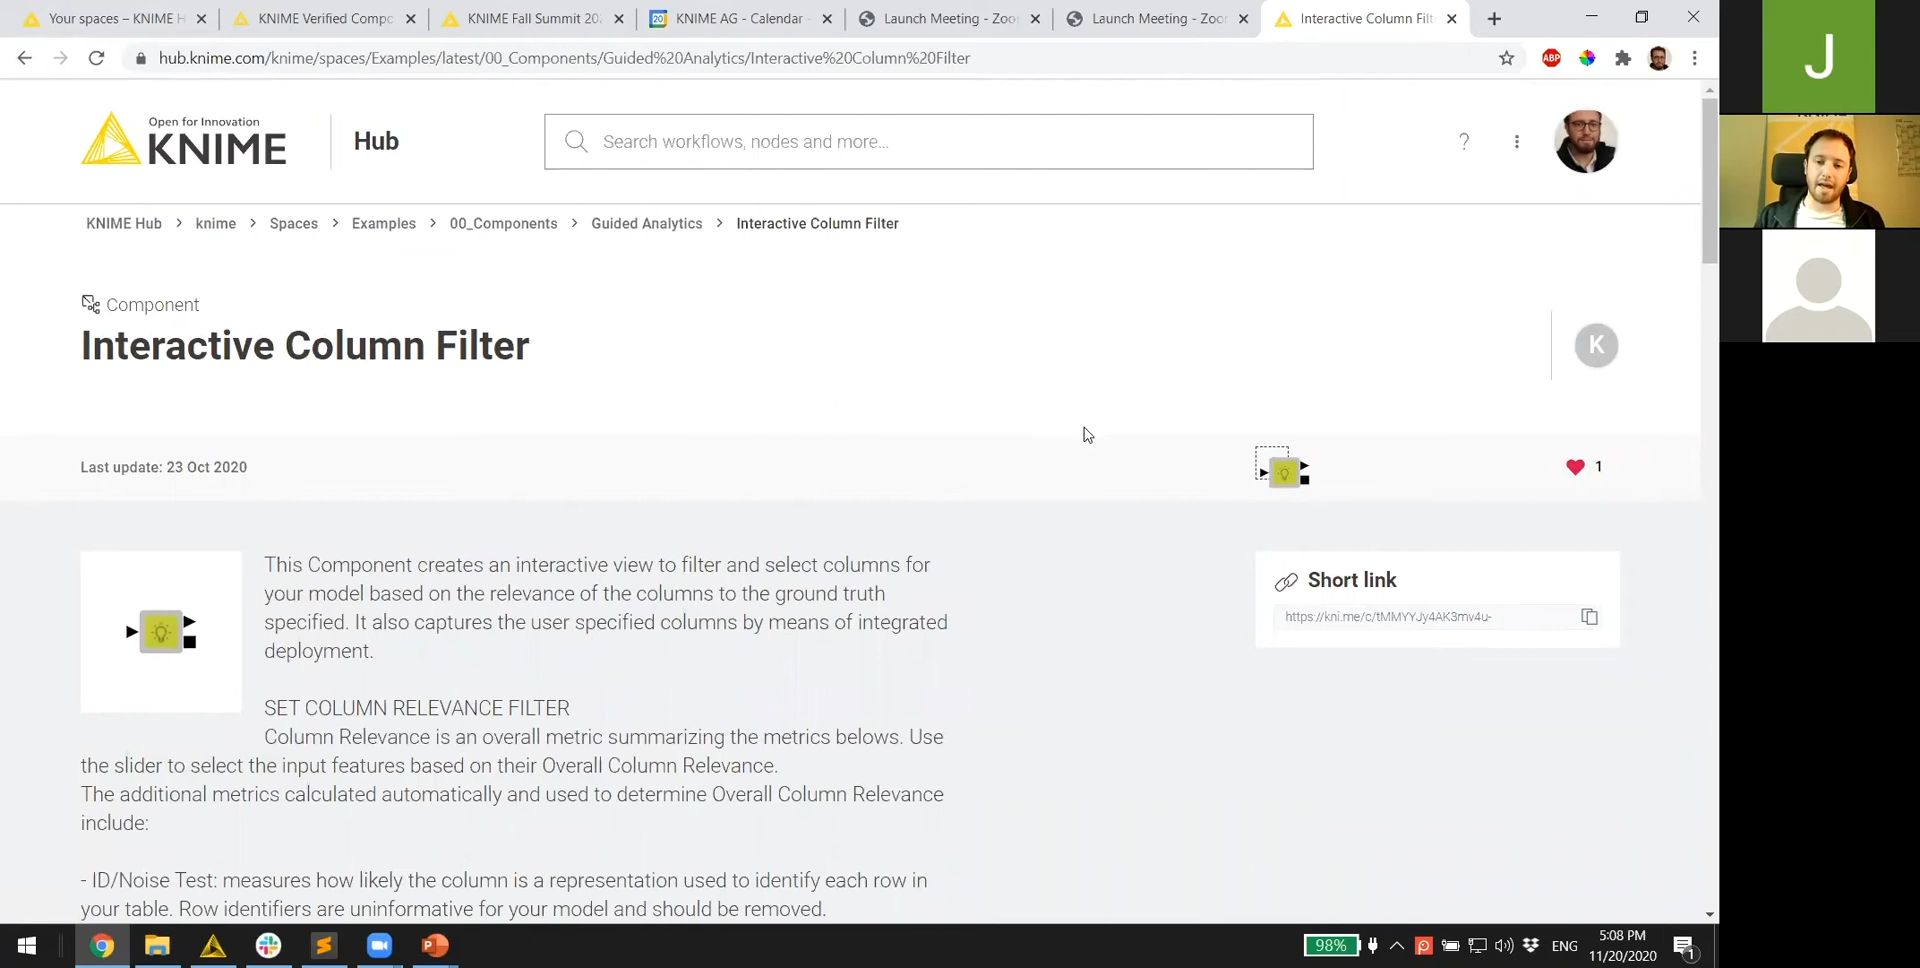 Your spaces – KNIME H
KNIME Verified Compo
KNIME Fall Summit 20
20
KNIME AG - Calendar -
Launch Meeting - Zoo
Launch Meeting - Zoo
Interactive Column Filt
hub.knime.com/knime/spaces/Examples/latest/00_Components/Guided%20Analytics/Interactive%20Column%20Filter
ABP
J
Open for Innovation
KNIME
Hub
Search workflows, nodes and more...
?
KNIME Hub > knime > Spaces > Examples > 00_Components > Guided Analytics > Interactive Column Filter
Component
Interactive Column Filter
K
Last update: 23 Oct 2020
1
This Component creates an interactive view to filter and select columns for
your model based on the relevance of the columns to the ground truth
specified. It also captures the user specified columns by means of integrated
deployment.
Short link
https://kni.me/c/tMMYYJy4AK3mv4u-
SET COLUMN RELEVANCE FILTER
Column Relevance is an overall metric summarizing the metrics belows. Use
the slider to select the input features based on their Overall Column Relevance.
The additional metrics calculated automatically and used to determine Overall Column Relevance
include:
- ID/Noise Test: measures how likely the column is a representation used to identify each row in
your table. Row identifiers are uninformative for your model and should be removed.
98%
ENG
5:08 PM
11/20/2020
1